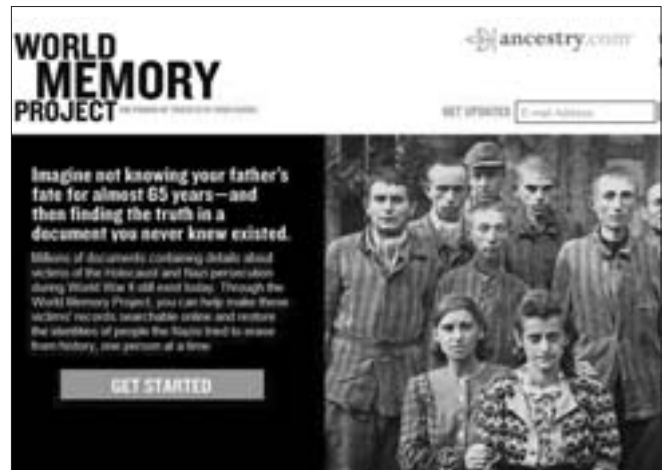 WORLD
MEMORY
PROJECT
ancestry.com
GET UPDATES E-mail Address
Imagine not knowing your father's
fate for almost 65 years—and
then finding the truth in a
document you never knew existed.
Millions of documents containing details about
victims of the Holocaust and Nazi persecution
during World War II still exist today. Through the
World Memory Project, you can help make these
victims' records searchable online and restore
the identities of people the Nazis tried to erase
from history, one person at a time.
GET STARTED